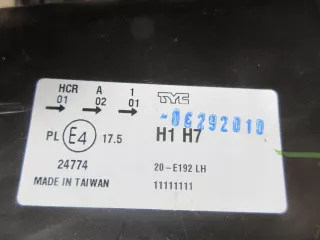 HCR A 1 TYC
01 02 01
-06292010
PL E4 17.5 H1 H7
24774 20-E192 LH
MADE IN TAIWAN 11111111